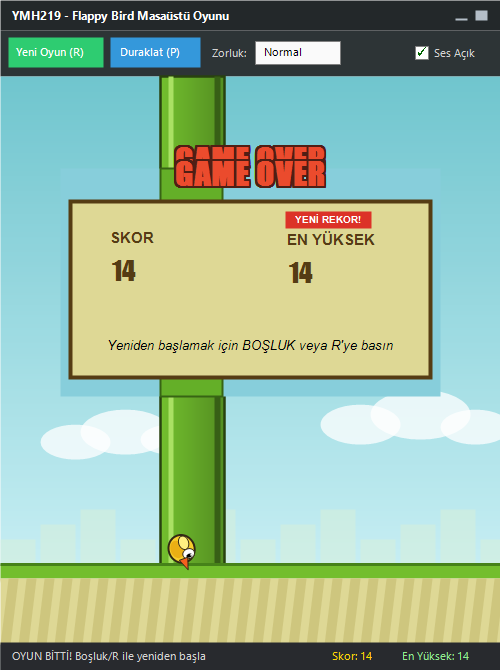 YMH219 - Flappy Bird Masaüstü Oyunu
Yeni Oyun (R)
Duraklat (P)
Zorluk:
Normal
Ses Açık
GAME OVER
GAME OVER
YENİ REKOR!
SKOR
EN YÜKSEK
14
14
Yeniden başlamak için BOŞLUK veya R'ye basın
OYUN BİTTİ! Boşluk/R ile yeniden başla
Skor: 14
En Yüksek: 14